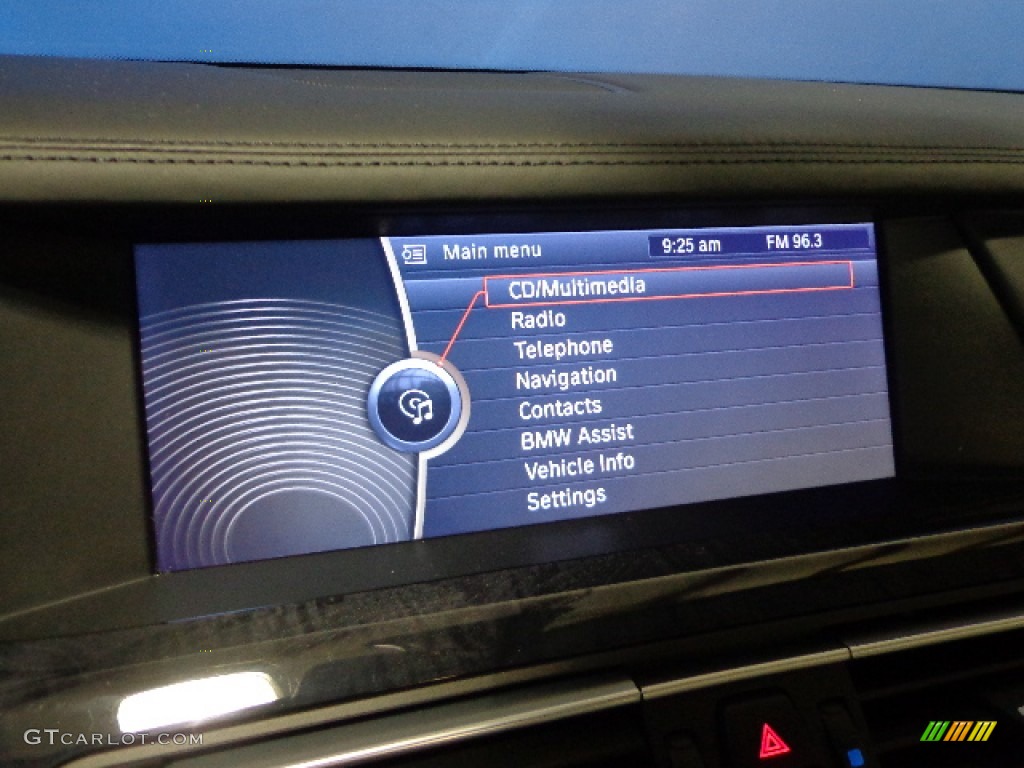 Main menu 9:25 am FM 96.3
CD/Multimedia
Radio
Telephone
Navigation
Contacts
BMW Assist
Vehicle Info
Settings
GTCARLOT.COM